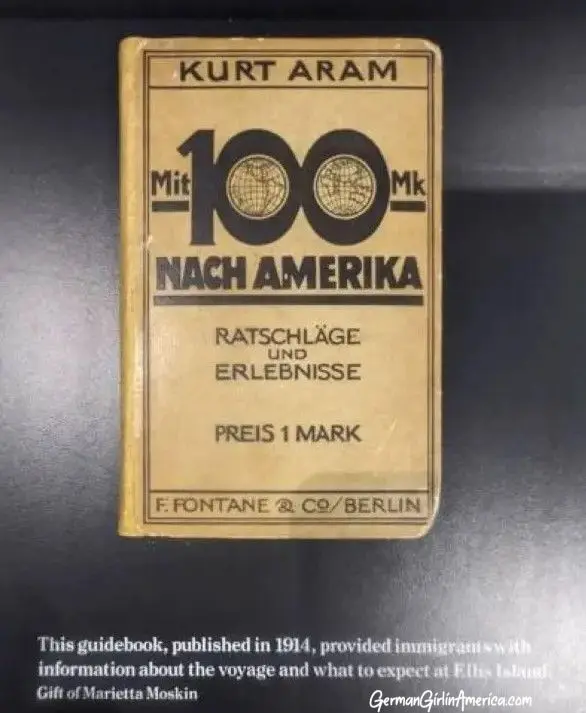 KURT ARAM
Mit 100 Mk
NACH AMERIKA
RATSCHLÄGE
UND
ERLEBNISSE
PREIS 1 MARK
F. FONTANE & CO/BERLIN
This guidebook, published in 1914, provided immigrants with
information about the voyage and what to expect at Ellis Island.
Gift of Marietta Moskin
GermanGirlinAmerica.com